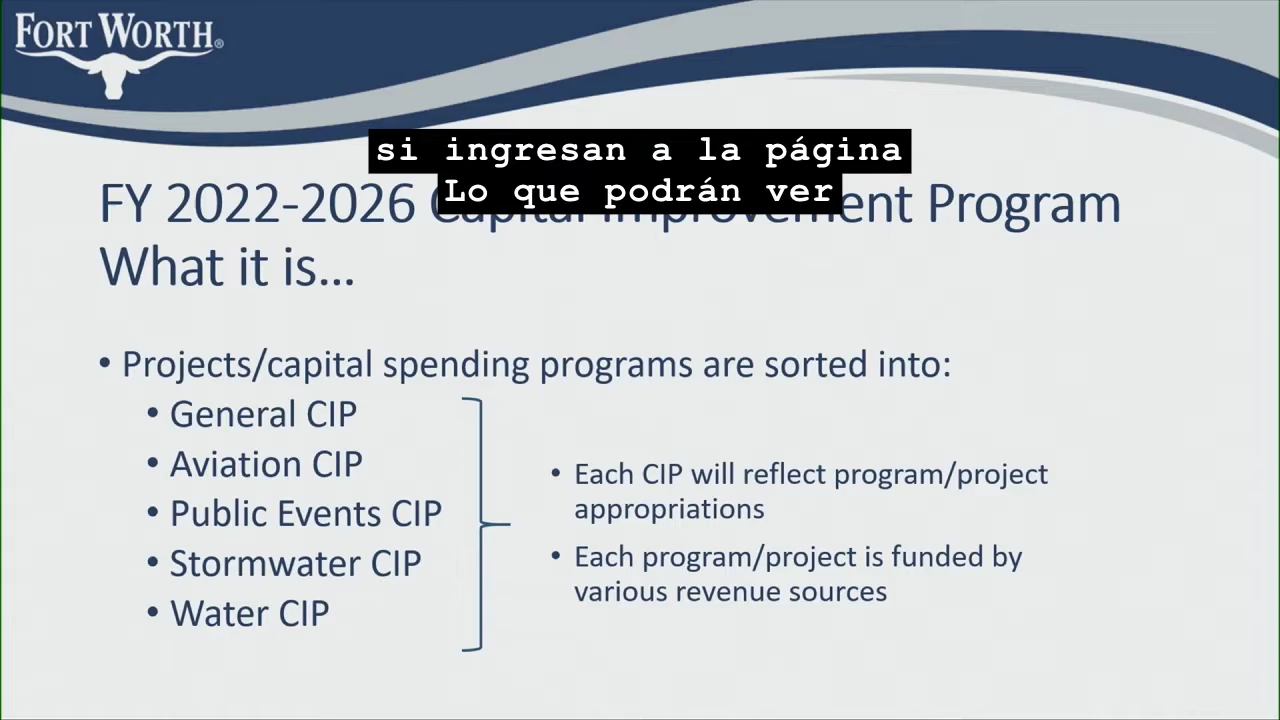 FORT WORTH®
si ingresan a la página
Lo que podrán ver
FY 2022-2026 Capital Improvement Program
What it is...
• Projects/capital spending programs are sorted into:
• General CIP
• Aviation CIP
• Public Events CIP
• Stormwater CIP
• Water CIP
• Each CIP will reflect program/project
appropriations
• Each program/project is funded by
various revenue sources